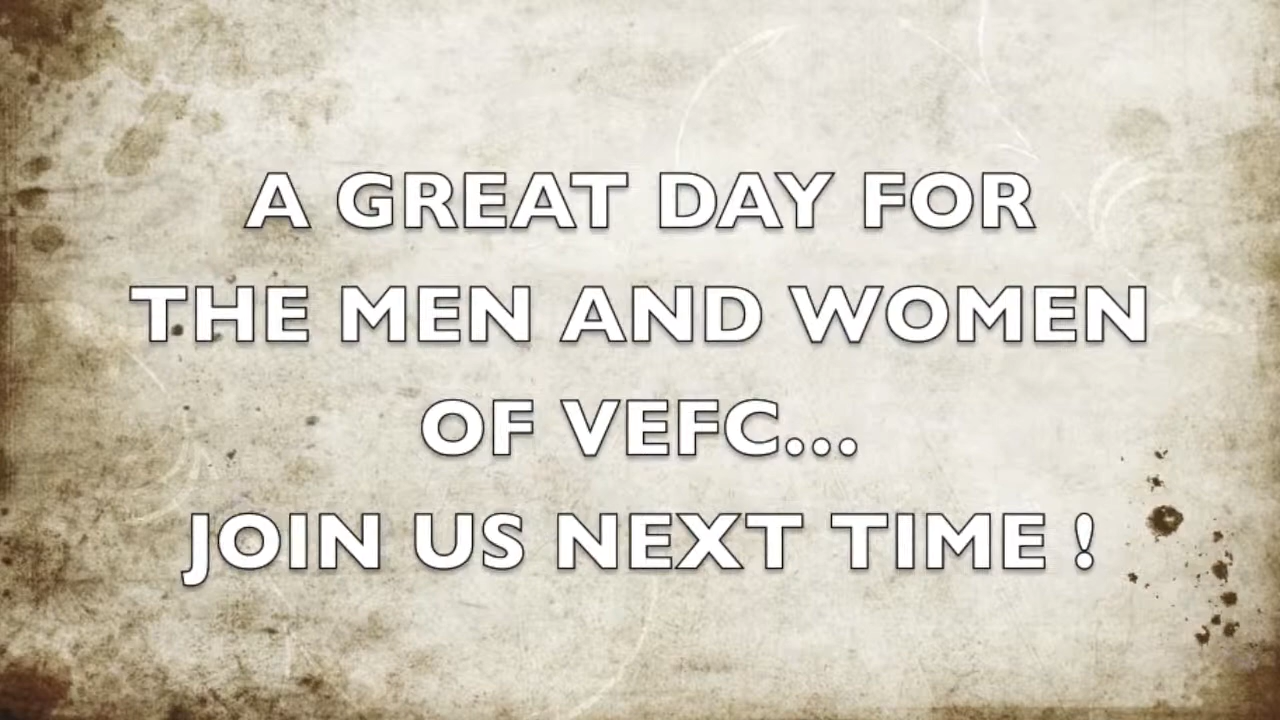 A GREAT DAY FOR
THE MEN AND WOMEN
OF VEFC...
JOIN US NEXT TIME !